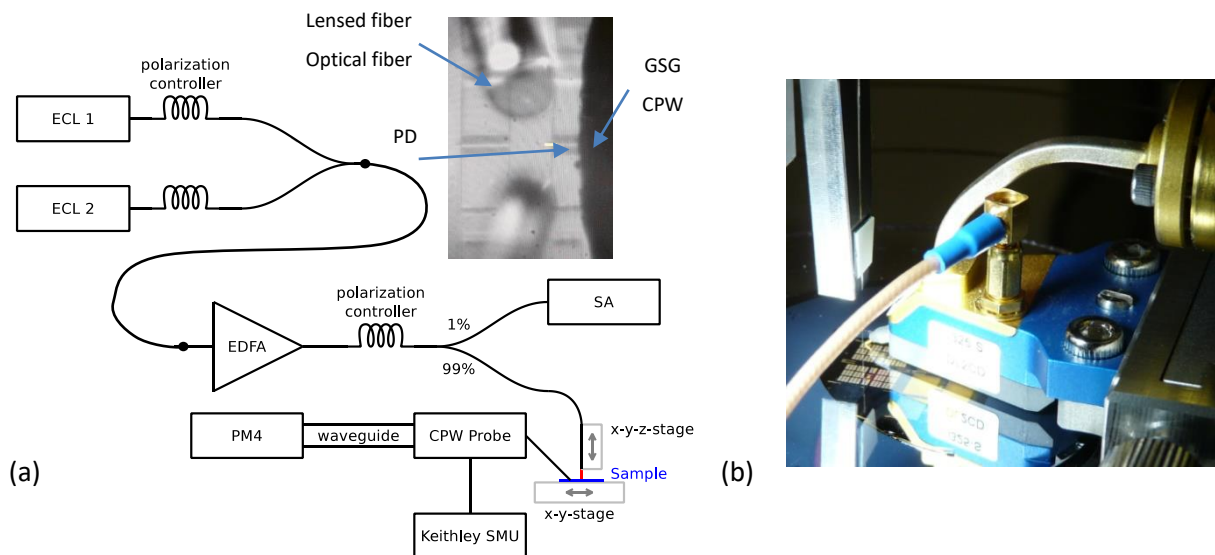 Lensed fiber
Optical fiber
GSG
CPW
PD
polarization
controller
ECL 1
ECL 2
polarization
controller
SA
1%
EDFA
99%
x-y-z-stage
PM4
waveguide
CPW Probe
Sample
x-y-stage
Keithley SMU
(a)
(b)
325-S